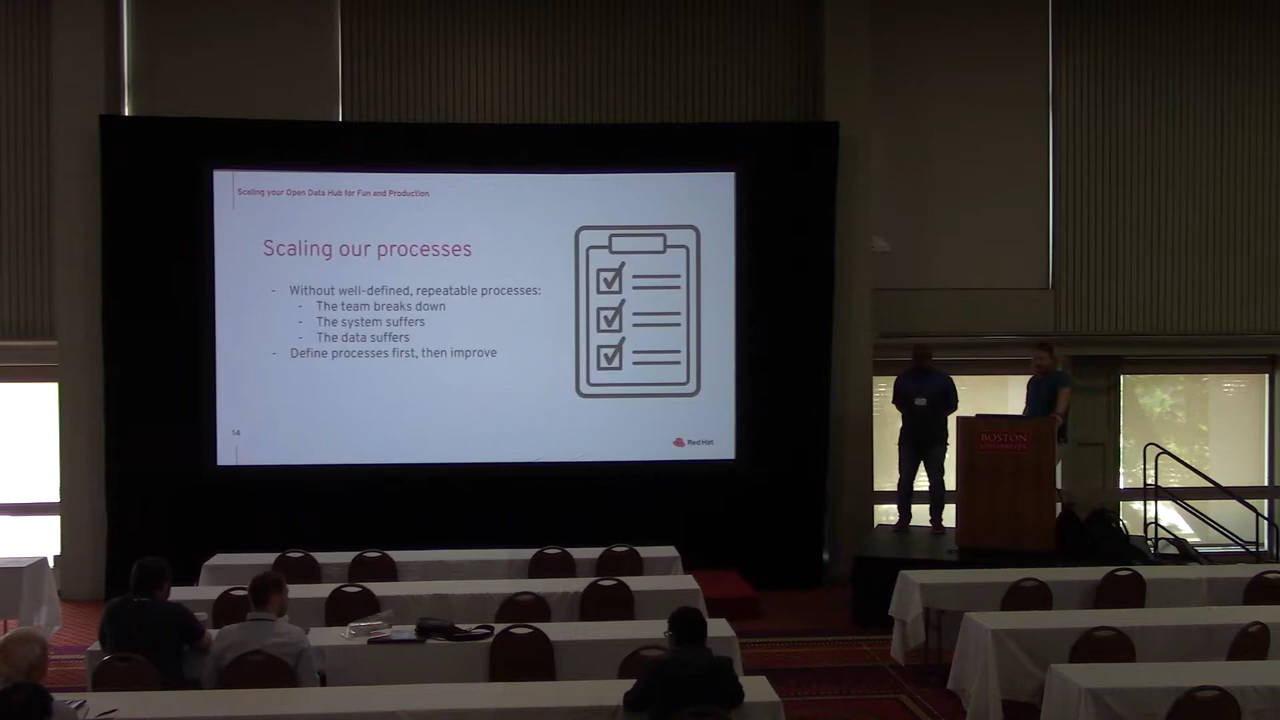 Scaling your Open Data Hub for Fun and Production
Scaling our processes
- Without well-defined, repeatable processes:
- The team breaks down
- The system suffers
- The data suffers
- Define processes first, then improve
14
Red Hat
BOSTON
UNIVERSITY